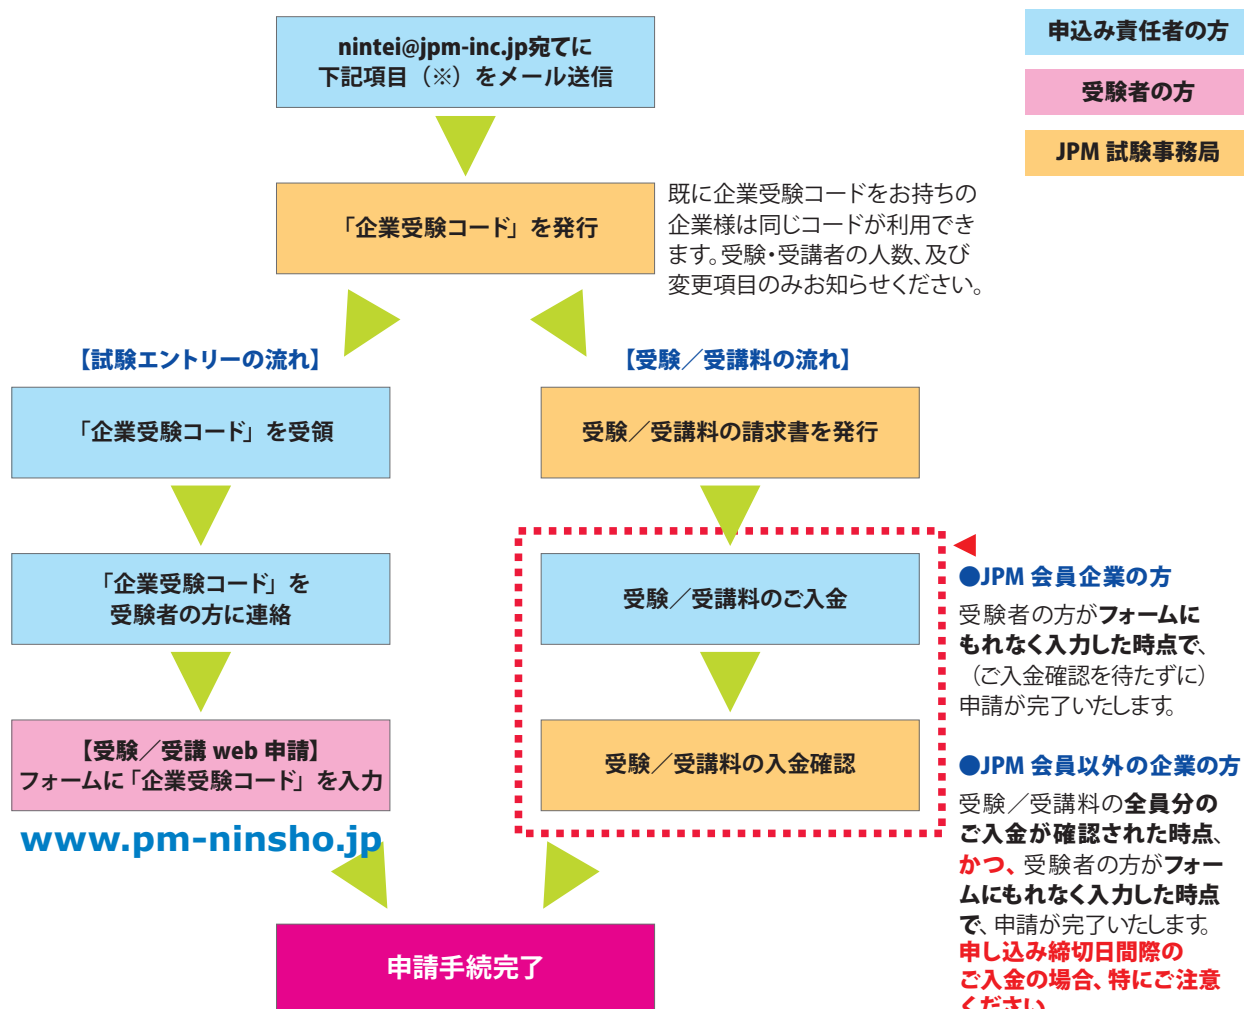 nintei@jpm-inc.jp宛てに
下記項目（※）をメール送信
申込み責任者の方
受験者の方
JPM 試験事務局
「企業受験コード」を発行
既に企業受験コードをお持ちの
企業様は同じコードが利用でき
ます。受験・受講者の人数、及び
変更項目のみお知らせください。
【試験エントリーの流れ】
「企業受験コード」を受領
「企業受験コード」を
受験者の方に連絡
【受験／受講 web 申請】
フォームに「企業受験コード」を入力
www.pm-ninsho.jp
【受験／受講料の流れ】
受験／受講料の請求書を発行
受験／受講料のご入金
受験／受講料の入金確認
●JPM 会員企業の方
受験者の方がフォームに
もれなく入力した時点で、
（ご入金確認を待たずに）
申請が完了いたします。
●JPM 会員以外の企業の方
受験／受講料の全員分の
ご入金が確認された時点、
かつ、受験者の方がフォー
ムにもれなく入力した時点
で、申請が完了いたします。
申し込み締切日間際の
ご入金の場合、特にご注意
ください
申請手続完了